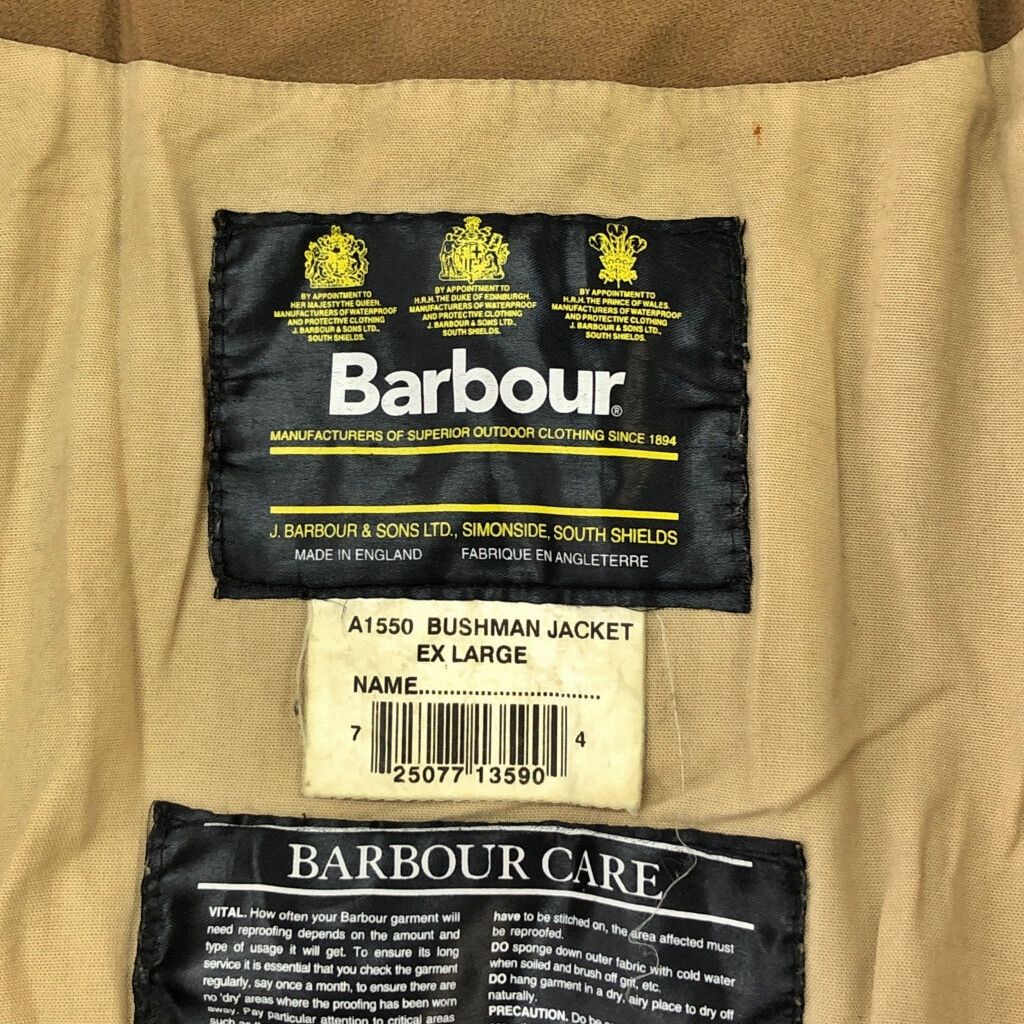 BY APPOINTMENT TO
HER MAJESTY THE QUEEN.
MANUFACTURERS OF WATERPROOF
AND PROTECTIVE CLOTHING
J. BARBOUR & SONS LTD.,
SOUTH SHIELDS.
BY APPOINTMENT TO
H.R.H. THE DUKE OF EDINBURGH.
MANUFACTURERS OF WATERPROOF
AND PROTECTIVE CLOTHING
J. BARBOUR & SONS LTD.,
SOUTH SHIELDS.
BY APPOINTMENT TO
H.R.H. THE PRINCE OF WALES.
MANUFACTURERS OF WATERPROOF
AND PROTECTIVE CLOTHING
J. BARBOUR & SONS LTD.,
SOUTH SHIELDS.
Barbour®
MANUFACTURERS OF SUPERIOR OUTDOOR CLOTHING SINCE 1894
J. BARBOUR & SONS LTD., SIMONSIDE, SOUTH SHIELDS
MADE IN ENGLAND FABRIQUE EN ANGLETERRE
A1550 BUSHMAN JACKET
EX LARGE
NAME..............................
7 25077 13590 4
BARBOUR CARE
VITAL. How often your Barbour garment will
need reproofing depends on the amount and
type of usage it will get. To ensure its long
service it is essential that you check the garment
regularly, say once a month, to ensure there are
no 'dry' areas where the proofing has been worn
away. Pay particular attention to critical areas
such as
have to be stitched on, the area affected must
be reproofed.
DO sponge down outer fabric with cold water
when soiled and brush off grit, etc.
DO hang garment in a dry, airy place to dry off
naturally.
PRECAUTION. Do be